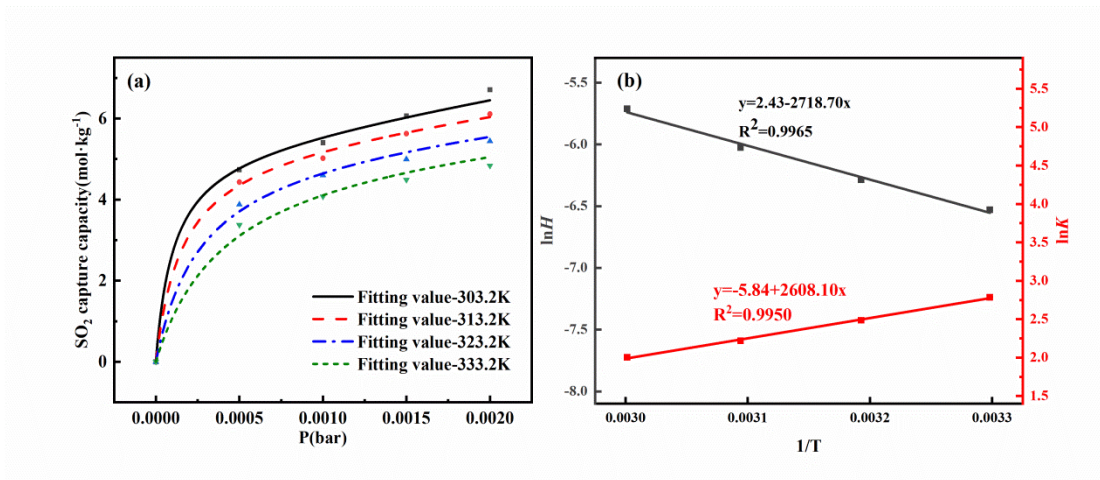 (a)
SO2 capture capacity(mol·kg-1)
6
4
2
0
Fitting value-303.2K
Fitting value-313.2K
Fitting value-323.2K
Fitting value-333.2K
0.0000 0.0005 0.0010 0.0015 0.0020
P(bar)
(b)
lnH
-5.5
-6.0
-6.5
-7.0
-7.5
-8.0
y=2.43-2718.70x
R2=0.9965
y=-5.84+2608.10x
R2=0.9950
5.5
5.0
4.5
4.0
3.5
3.0
2.5
2.0
1.5
lnK
0.0030 0.0031 0.0032 0.0033
1/T